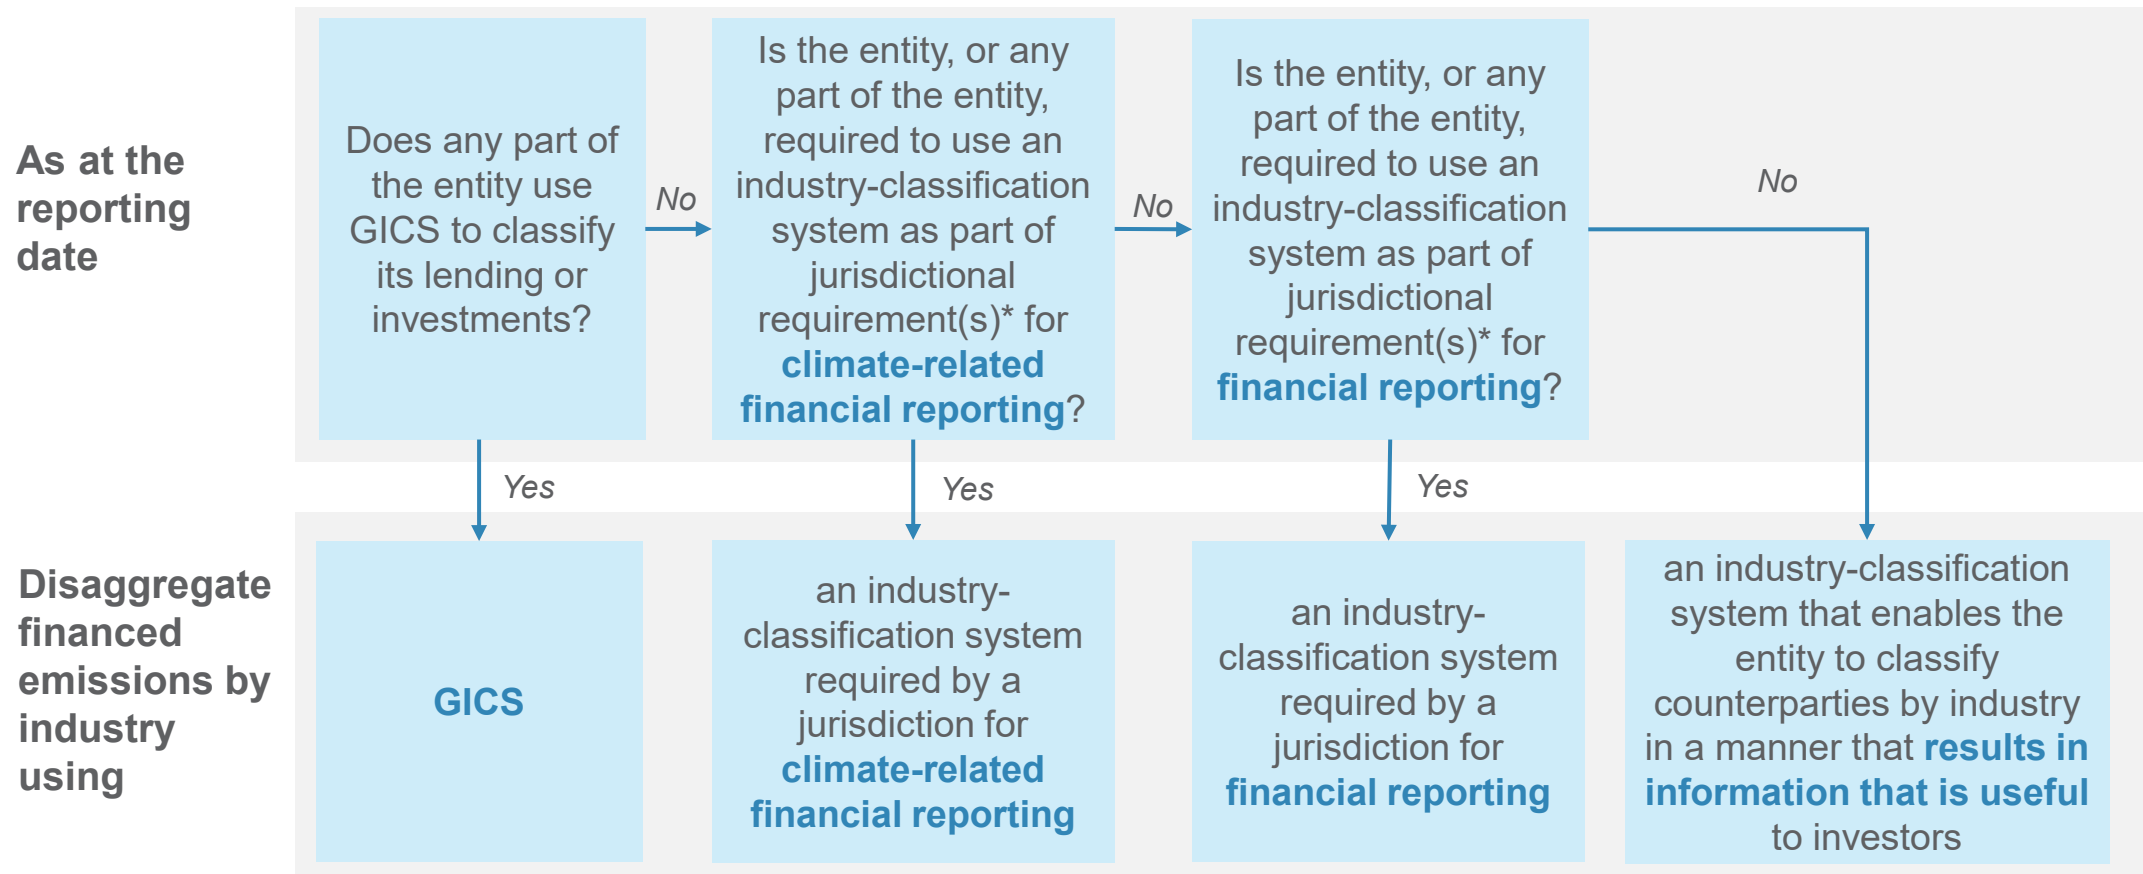 As at the
reporting
date
Does any part of
the entity use
GICS to classify
its lending or
investments?
No
Is the entity, or any
part of the entity,
required to use an
industry-classification
system as part of
jurisdictional
requirement(s)* for
climate-related
financial reporting?
No
Is the entity, or any
part of the entity,
required to use an
industry-classification
system as part of
jurisdictional
requirement(s)* for
financial reporting?
No
Yes
Yes
Yes
Disaggregate
financed
emissions by
industry
using
GICS
an industry-
classification system
required by a
jurisdiction for
climate-related
financial reporting
an industry-
classification system
required by a
jurisdiction for
financial reporting
an industry-classification
system that enables the
entity to classify
counterparties by industry
in a manner that results in
information that is useful
to investors